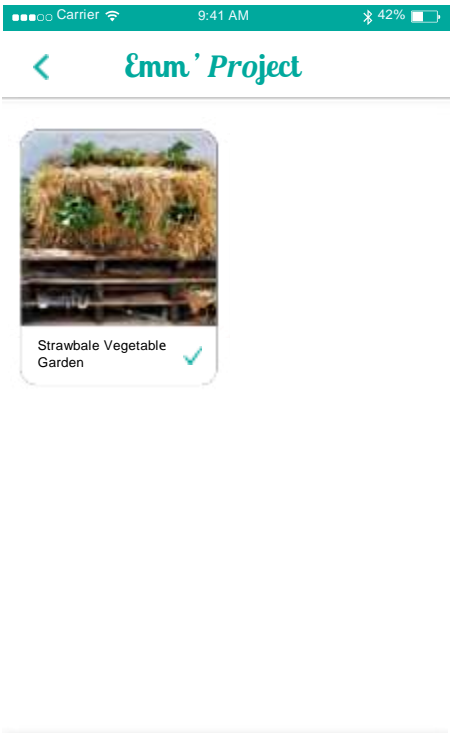 Carrier 9:41 AM 42%
Emm ’ Project
Strawbale Vegetable
Garden